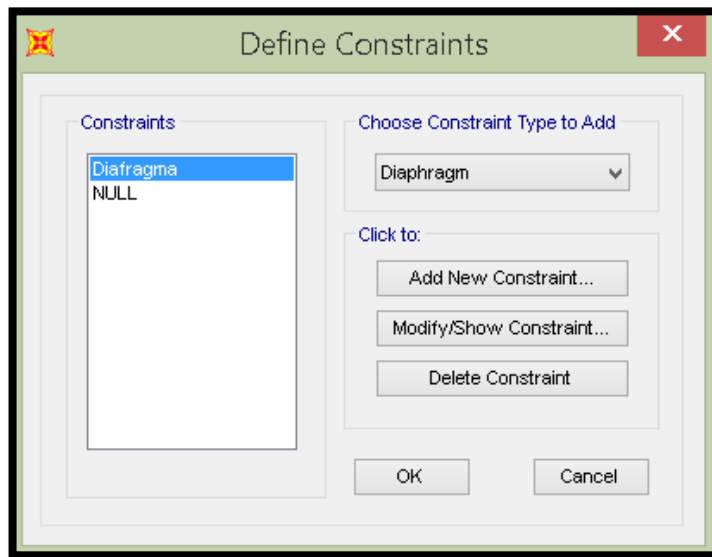 Define Constraints
Constraints
Diafragma
NULL
Choose Constraint Type to Add
Diaphragm
Click to:
Add New Constraint...
Modify/Show Constraint...
Delete Constraint
OK
Cancel